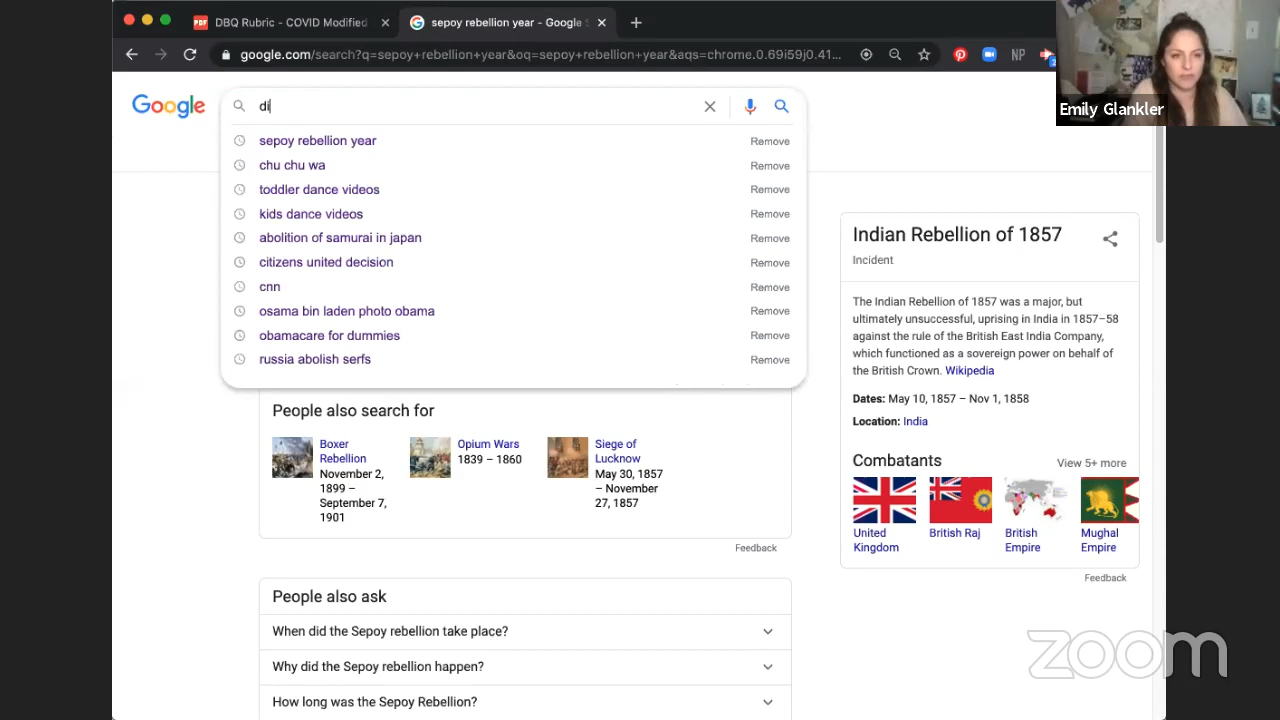 DBQ Rubric - COVID Modified
sepoy rebellion year - Google S
google.com/search?q=sepoy+rebellion+year&oq=sepoy+rebellion+year&aqs=chrome.0.69i59j0.41...
NP
Emily Glankler
Google
di
sepoy rebellion year Remove
chu chu wa Remove
toddler dance videos Remove
kids dance videos Remove
abolition of samurai in japan Remove
citizens united decision Remove
cnn Remove
osama bin laden photo obama Remove
obamacare for dummies Remove
russia abolish serfs Remove
People also search for
Boxer
Rebellion
November 2,
1899 –
September 7,
1901
Opium Wars
1839 – 1860
Siege of
Lucknow
May 30, 1857
– November
27, 1857
Feedback
People also ask
When did the Sepoy rebellion take place?
Why did the Sepoy rebellion happen?
How long was the Sepoy Rebellion?
Indian Rebellion of 1857
Incident
The Indian Rebellion of 1857 was a major, but
ultimately unsuccessful, uprising in India in 1857–58
against the rule of the British East India Company,
which functioned as a sovereign power on behalf of
the British Crown. Wikipedia
Dates: May 10, 1857 – Nov 1, 1858
Location: India
Combatants
View 5+ more
United
Kingdom
British Raj
British
Empire
Mughal
Empire
Feedback
zoom